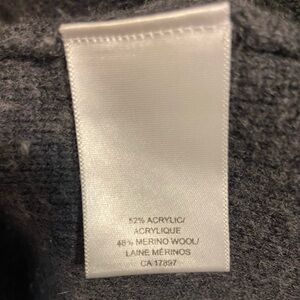 52% ACRYLIC/
ACRYLIQUE
48% MERINO WOOL/
LAINE MÉRINOS
CA 17897